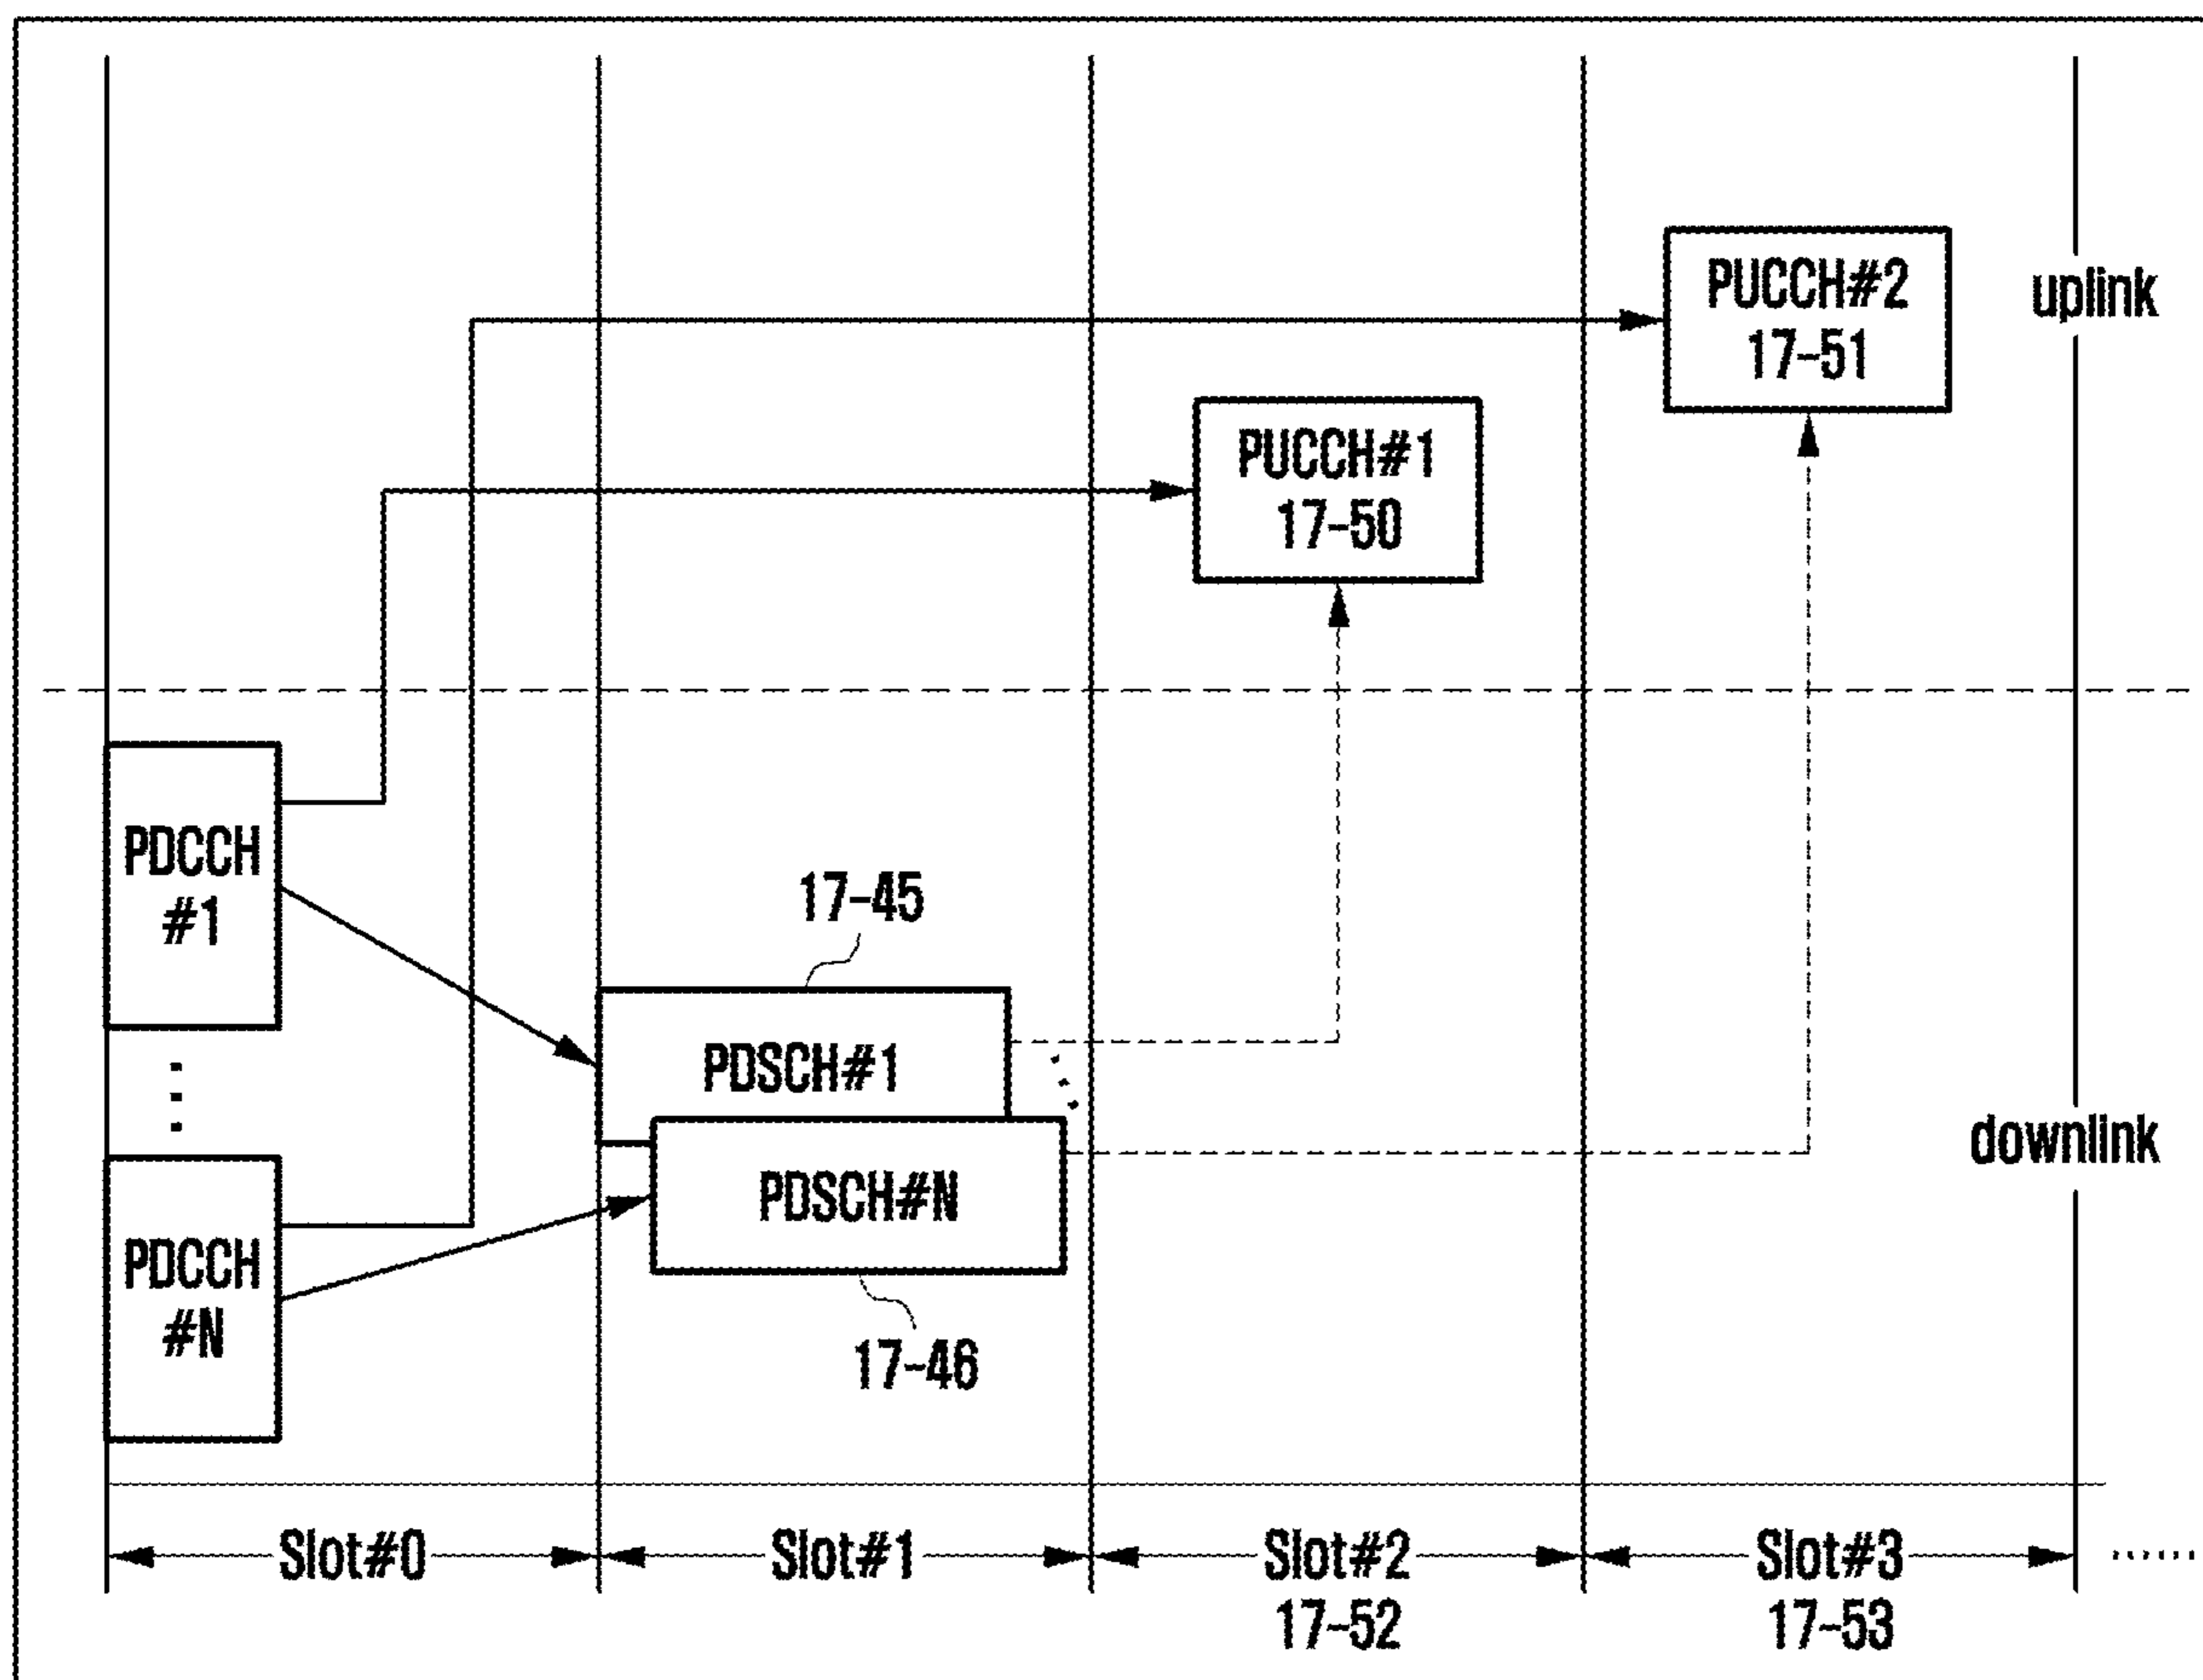 PUCCH#2
17-51
uplink
PUCCH#1
17-50
PDCCH
#1
17-45
PDSCH#1
downlink
PDSCH#N
PDCCH
#N
17-46
Slot#0
Slot#1
Slot#2
17-52
Slot#3
17-53